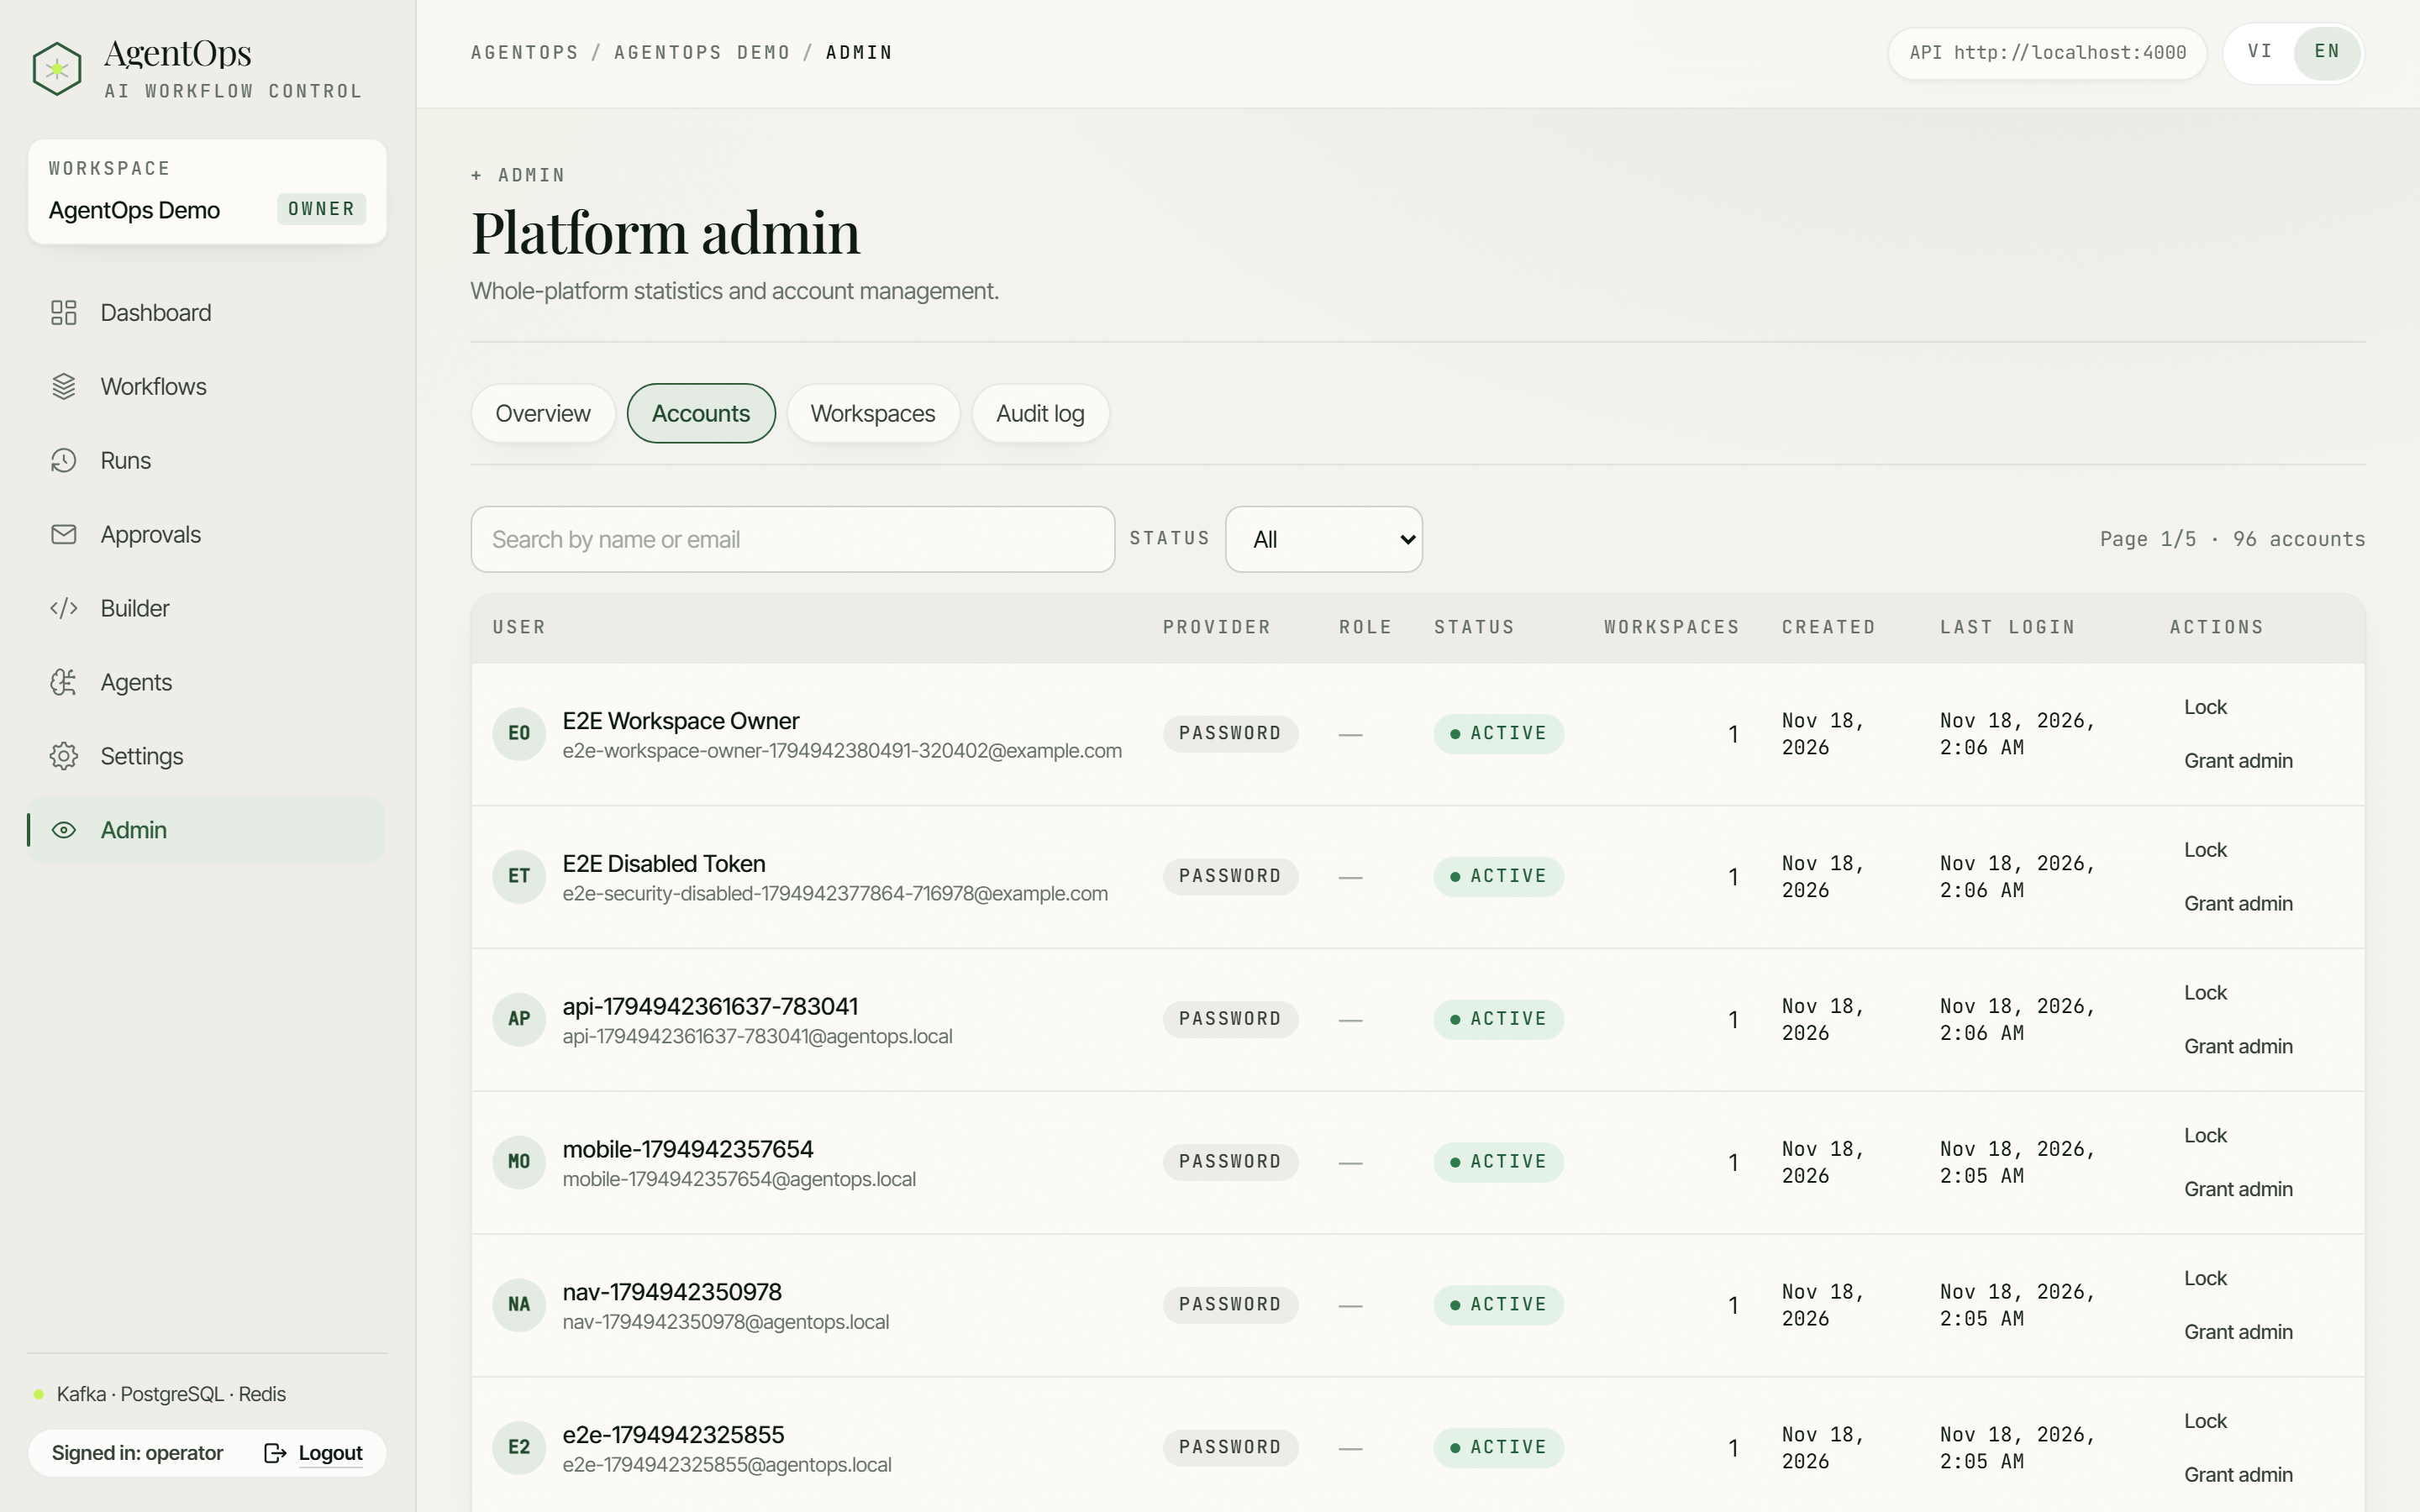 AgentOps
AI WORKFLOW CONTROL
WORKSPACE
AgentOps Demo OWNER
Dashboard
Workflows
Runs
Approvals
Builder
Agents
Settings
Admin
Kafka · PostgreSQL · Redis
Signed in: operator Logout
AGENTOPS / AGENTOPS DEMO / ADMIN
API http://localhost:4000 VI EN
+ ADMIN
Platform admin
Whole-platform statistics and account management.
Overview Accounts Workspaces Audit log
Search by name or email STATUS All Page 1/5 · 96 accounts
USER PROVIDER ROLE STATUS WORKSPACES CREATED LAST LOGIN ACTIONS
EO E2E Workspace Owner
e2e-workspace-owner-1794942380491-320402@example.com
PASSWORD — ACTIVE 1
Nov 18,
2026
Nov 18, 2026,
2:06 AM
Lock
Grant admin
ET E2E Disabled Token
e2e-security-disabled-1794942377864-716978@example.com
PASSWORD — ACTIVE 1
Nov 18,
2026
Nov 18, 2026,
2:06 AM
Lock
Grant admin
AP api-1794942361637-783041
api-1794942361637-783041@agentops.local
PASSWORD — ACTIVE 1
Nov 18,
2026
Nov 18, 2026,
2:06 AM
Lock
Grant admin
MO mobile-1794942357654
mobile-1794942357654@agentops.local
PASSWORD — ACTIVE 1
Nov 18,
2026
Nov 18, 2026,
2:05 AM
Lock
Grant admin
NA nav-1794942350978
nav-1794942350978@agentops.local
PASSWORD — ACTIVE 1
Nov 18,
2026
Nov 18, 2026,
2:05 AM
Lock
Grant admin
E2 e2e-1794942325855
e2e-1794942325855@agentops.local
PASSWORD — ACTIVE 1
Nov 18,
2026
Nov 18, 2026,
2:05 AM
Lock
Grant admin